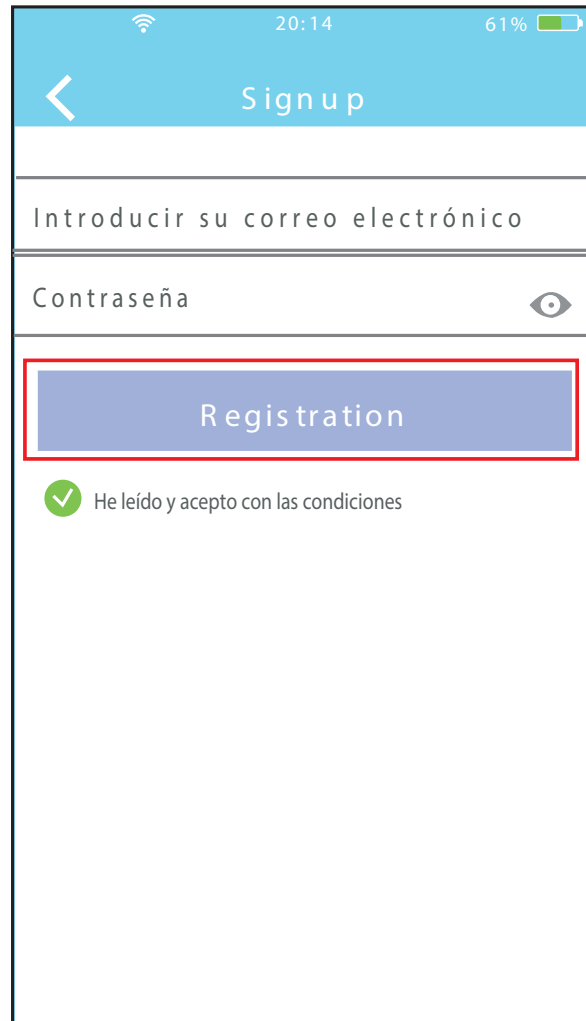 20:14
61%
Signup
Introducir su correo electrónico
Contraseña
Registration
He leído y acepto con las condiciones